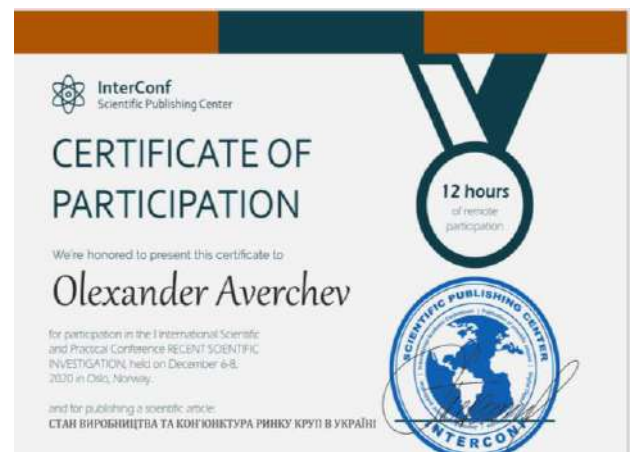 InterConf
Scientific Publishing Center
CERTIFICATE OF
PARTICIPATION
12 hours
of remote
participation
We're honored to present this certificate to
Olexander Averchev
for participation in the I International Scientific
and Practical Conference RECENT SCIENTIFIC
INVESTIGATION, held on December 6-8,
2020 in Oslo, Norway.
and for publishing a scientific article:
СТАН ВИРОБНИЦТВА ТА КОН'ЮНКТУРА РИНКУ КРУП В УКРАЇНІ
SCIENTIFIC PUBLISHING CENTER
INTERCONF